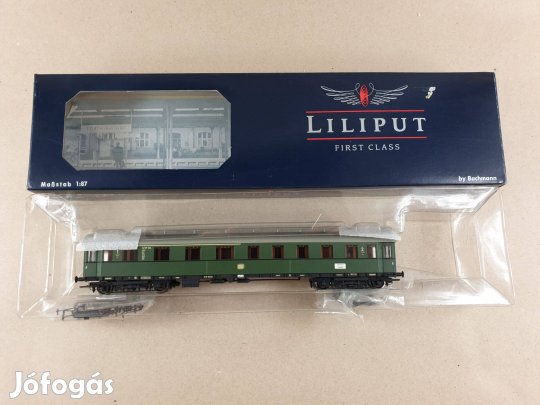 LILIPUT
FIRST CLASS
Maßstab 1:87
by Bachmann
Jófogás